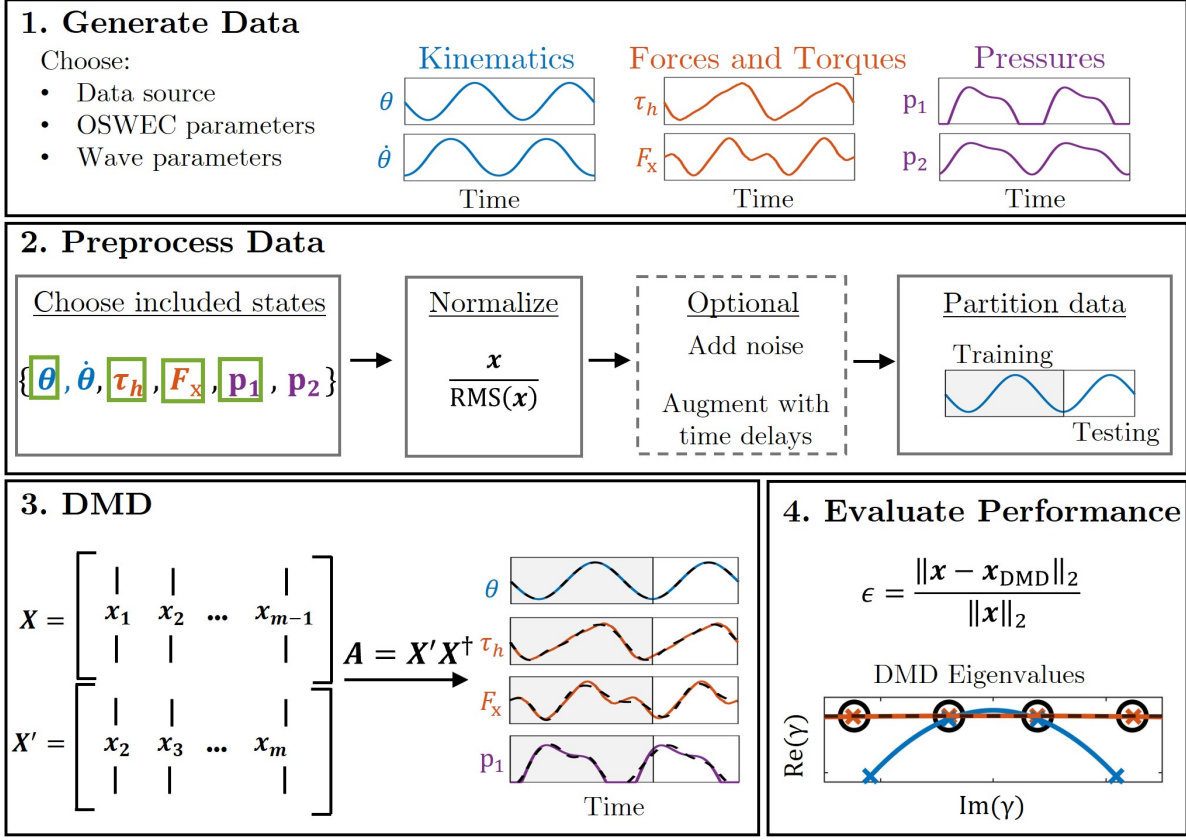 1. Generate Data
Choose:
• Data source
• OSWEC parameters
• Wave parameters
Kinematics
θ
θ̇
Time
Forces and Torques
τₕ
Fₓ
Time
Pressures
p₁
p₂
Time
2. Preprocess Data
Choose included states
{θ, θ̇, τₕ, Fₓ, p₁, p₂}
Normalize
x
RMS(x)
Optional
Add noise
Augment with
time delays
Partition data
Training
Testing
3. DMD
X = [x₁ x₂ ... xₘ₋₁]
X′ = [x₂ x₃ ... xₘ]
A = X′X†
θ
τₕ
Fₓ
p₁
Time
4. Evaluate Performance
ϵ = ‖x − x_DMD‖₂ / ‖x‖₂
DMD Eigenvalues
Re(γ)
Im(γ)